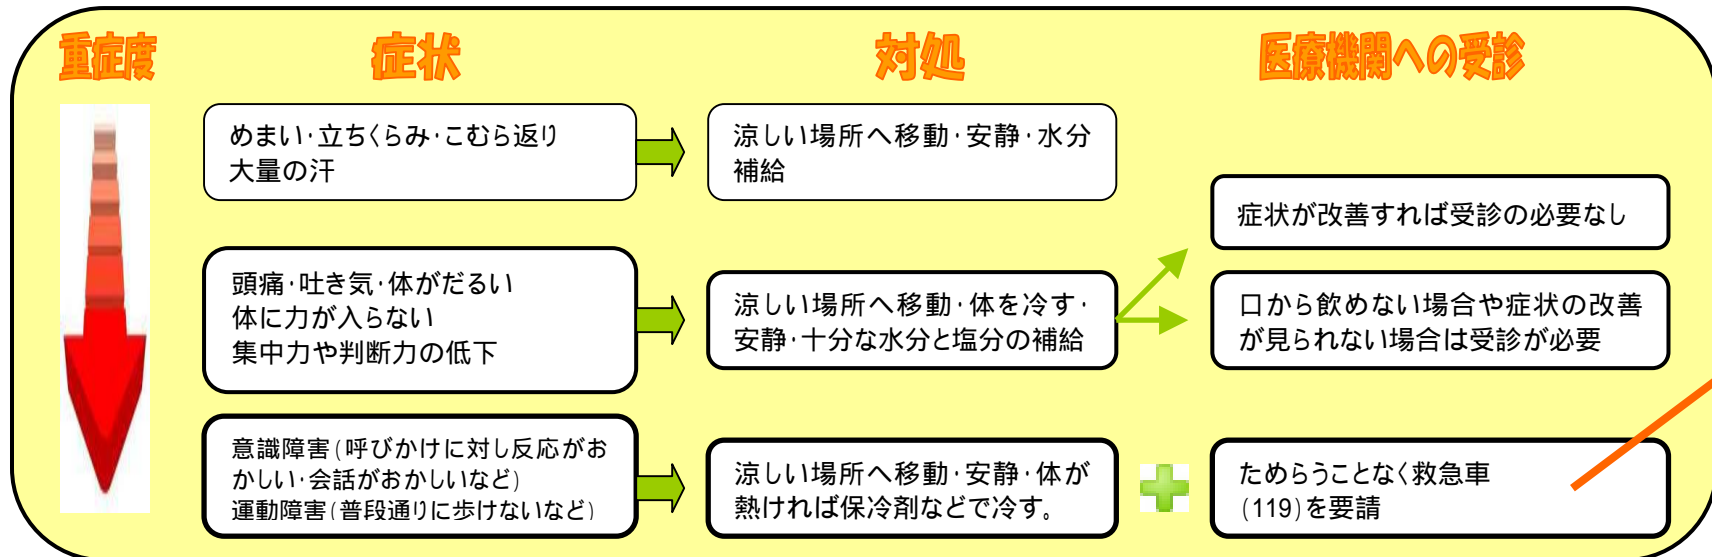 重症度 症状 対処 医療機関への受診
めまい・立ちくらみ・こむら返り
大量の汗
涼しい場所へ移動・安静・水分
補給
症状が改善すれば受診の必要なし
頭痛・吐き気・体がだるい
体に力が入らない
集中力や判断力の低下
涼しい場所へ移動・体を冷す・
安静・十分な水分と塩分の補給
口から飲めない場合や症状の改善
が見られない場合は受診が必要
意識障害(呼びかけに対し反応がお
かしい・会話がおかしいなど)
運動障害(普段通りに歩けないなど)
涼しい場所へ移動・安静・体が
熱ければ保冷剤などで冷す。
ためらうことなく救急車
(119)を要請